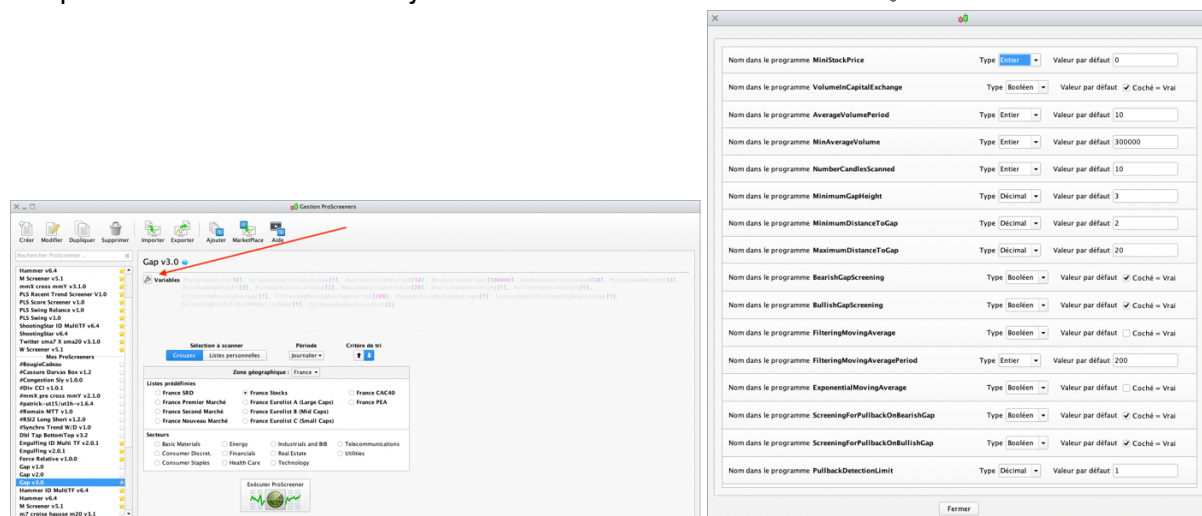 Gestion ProScreeners
Créer Modifier Dupliquer Supprimer Importer Exporter Ajouter MarketPlace Aide
Rechercher ProScreener ...
Hammer v6.4
M Screener v5.1
mmX cross mmY v3.1.0
PLS Recent Trend Screener V1.0
PLS Score Screener v1.0
PLS Swing Relance v1.0
PLS Swing v1.0
ShootingStar ID MultiTF v6.4
ShootingStar v6.4
Twitter sma7 X sma20 v3.1.0
W Screener v5.1
Mes ProScreeners
#BougieCadeau
#Cassure Darvas Box v1.2
#Congestion Sly v1.0.0
#Div CCI v1.0.1
#mmX pre cross mmY v2.1.0
#patrick-ut15/ut1h-v1.6.4
#Romain MTT v1.0
#RSI2 Long Short v1.2.0
#Synchro Trend W/D v1.0
Dbl Tap BottomTop v3.2
Engulfing ID Multi TF v2.0.1
Engulfing v2.0.1
Force Relative v1.0.0
Gap v1.0
Gap v2.0
Gap v3.0
Hammer ID MultiTF v6.4
Hammer v6.4
M Screener v5.1
m7 croise hausse m20 v3.1
Gap v3.0
Variables
Sélection à scanner Période Critère de tri
Groupes Listes personnelles Journalier
Zone géographique : France
Listes prédéfinies
France SRD France Stocks France CAC40
France Premier Marché France Eurolist A (Large Caps) France PEA
France Second Marché France Eurolist B (Mid Caps)
France Nouveau Marché France Eurolist C (Small Caps)
Secteurs
Basic Materials Energy Industrials and BtB Telecommunications
Consumer Discret. Financials Real Estate Utilities
Consumer Staples Health Care Technology
Exécuter ProScreener
Nom dans le programme MiniStockPrice Type Entier Valeur par défaut 0
Nom dans le programme VolumeInCapitalExchange Type Booléen Valeur par défaut Coché = Vrai
Nom dans le programme AverageVolumePeriod Type Entier Valeur par défaut 10
Nom dans le programme MinAverageVolume Type Entier Valeur par défaut 300000
Nom dans le programme NumberCandlesScanned Type Entier Valeur par défaut 10
Nom dans le programme MinimumGapHeight Type Décimal Valeur par défaut 3
Nom dans le programme MinimumDistanceToGap Type Décimal Valeur par défaut 2
Nom dans le programme MaximumDistanceToGap Type Décimal Valeur par défaut 20
Nom dans le programme BearishGapScreening Type Booléen Valeur par défaut Coché = Vrai
Nom dans le programme BullishGapScreening Type Booléen Valeur par défaut Coché = Vrai
Nom dans le programme FilteringMovingAverage Type Booléen Valeur par défaut Coché = Vrai
Nom dans le programme FilteringMovingAveragePeriod Type Entier Valeur par défaut 200
Nom dans le programme ExponentialMovingAverage Type Booléen Valeur par défaut Coché = Vrai
Nom dans le programme ScreeningForPullbackOnBearishGap Type Booléen Valeur par défaut Coché = Vrai
Nom dans le programme ScreeningForPullbackOnBullishGap Type Booléen Valeur par défaut Coché = Vrai
Nom dans le programme PullbackDetectionLimit Type Décimal Valeur par défaut 1
Fermer